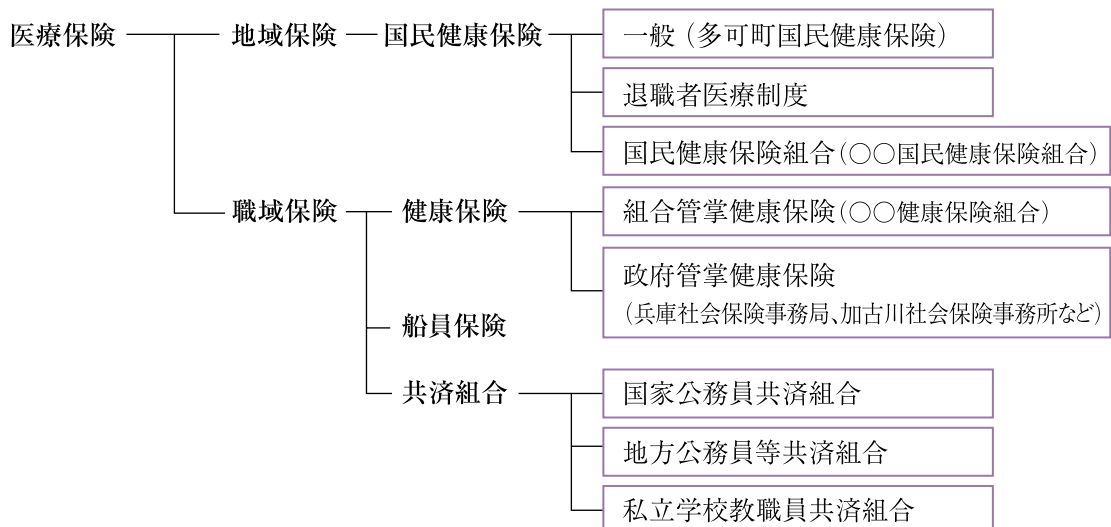 医療保険
地域保険
国民健康保険
一般（多可町国民健康保険）
退職者医療制度
国民健康保険組合（○○国民健康保険組合）
職域保険
健康保険
組合管掌健康保険（○○健康保険組合）
政府管掌健康保険
（兵庫社会保険事務局、加古川社会保険事務所など）
船員保険
共済組合
国家公務員共済組合
地方公務員等共済組合
私立学校教職員共済組合